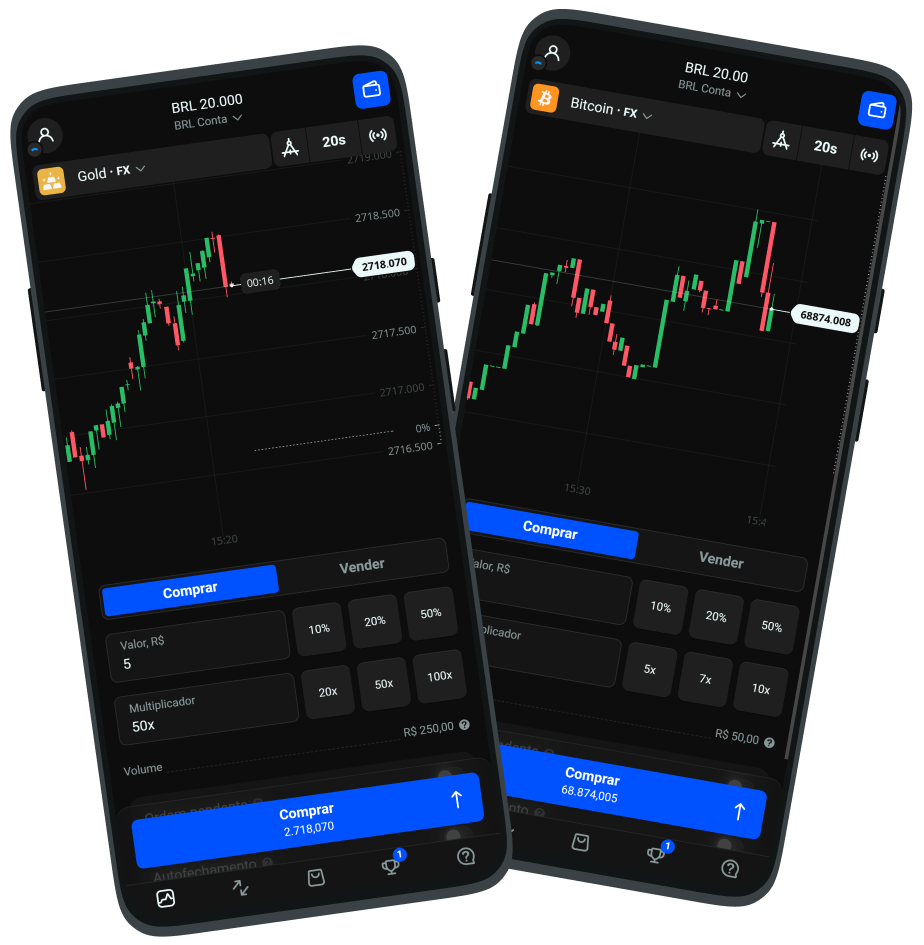 BRL 20.000
BRL Conta
Gold · FX
20s
2719.000
2718.500
2718.070
00:16
2717.500
2717.000
0%
2716.500
15:20
Comprar
Vender
Valor, R$
5
10%
20%
50%
Multiplicador
50x
20x
50x
100x
Volume
R$ 250,00
Ordem pendente
Comprar
2.718,070
Autofechamento
1
BRL 20.00
BRL Conta
Bitcoin · FX
20s
68874.008
15:30
15:4
Comprar
Vender
alor, R$
10%
20%
50%
plicador
5x
7x
10x
R$ 50,00
Comprar
68.874,005
1